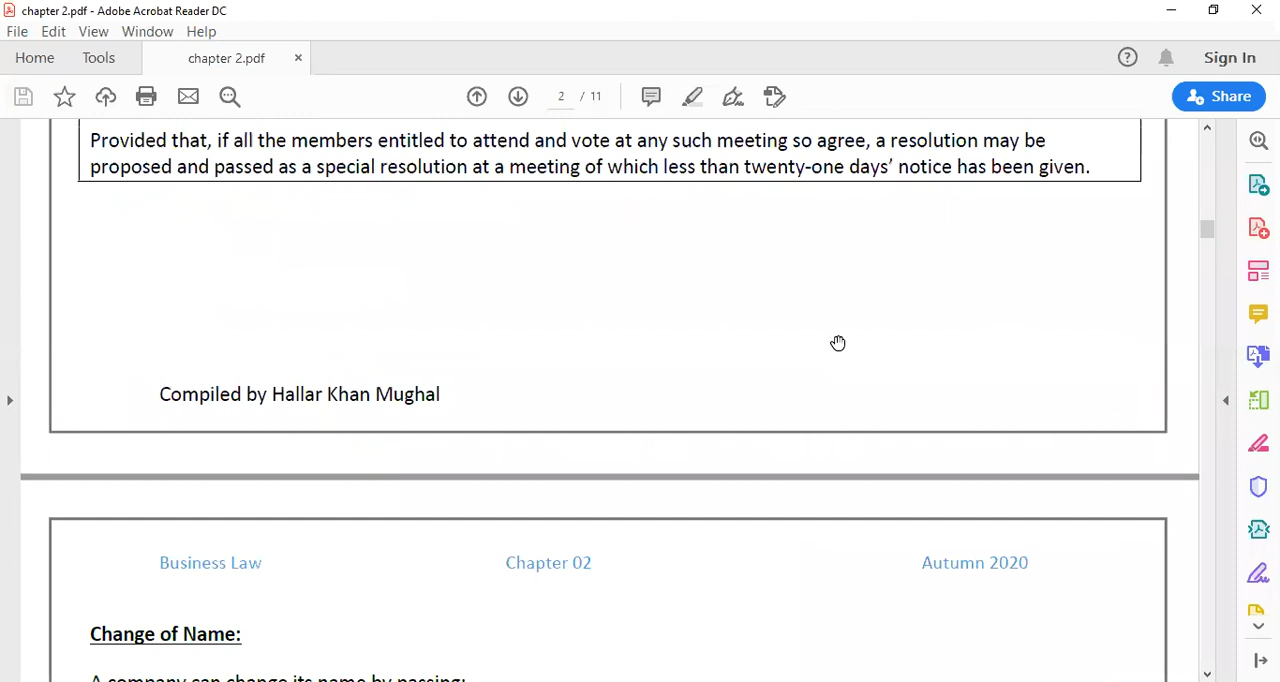 chapter 2.pdf - Adobe Acrobat Reader DC
File Edit View Window Help
Home Tools chapter 2.pdf Sign In
2 / 11 Share
Provided that, if all the members entitled to attend and vote at any such meeting so agree, a resolution may be
proposed and passed as a special resolution at a meeting of which less than twenty-one days’ notice has been given.
Compiled by Hallar Khan Mughal
Business Law Chapter 02 Autumn 2020
Change of Name:
A company can change its name by passing: